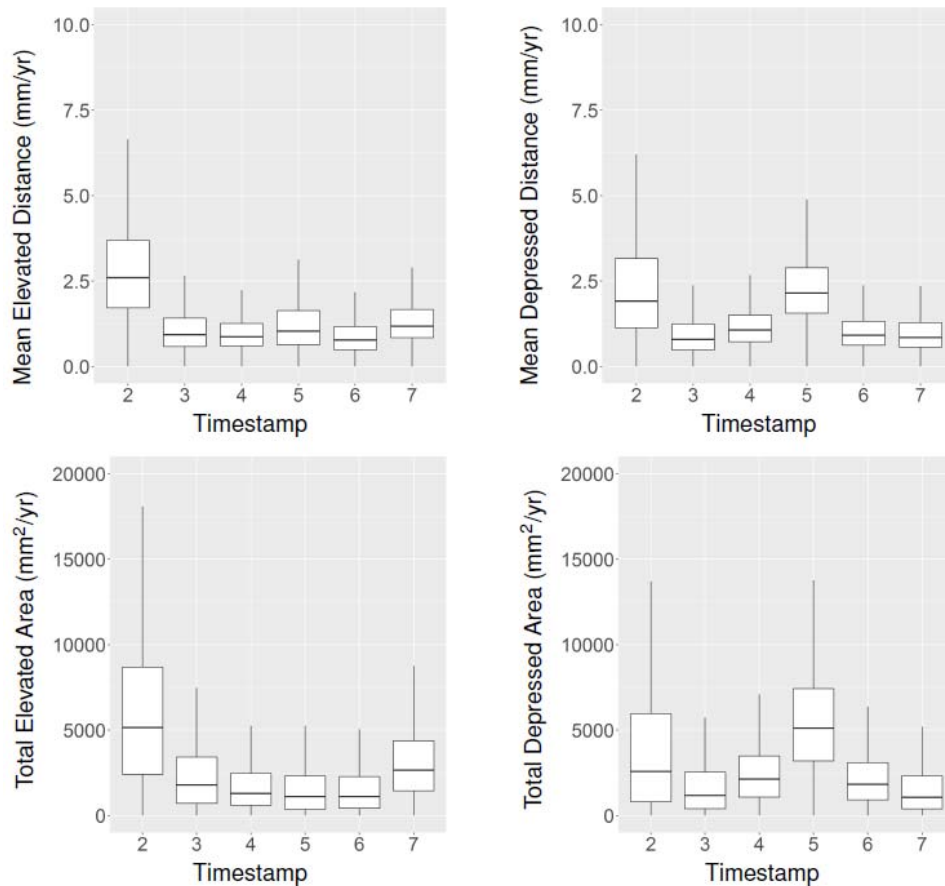 Mean Elevated Distance (mm/yr)
10.0
7.5
5.0
2.5
0.0
2 3 4 5 6 7
Timestamp
Mean Depressed Distance (mm/yr)
10.0
7.5
5.0
2.5
0.0
2 3 4 5 6 7
Timestamp
Total Elevated Area (mm²/yr)
20000
15000
10000
5000
0
2 3 4 5 6 7
Timestamp
Total Depressed Area (mm²/yr)
20000
15000
10000
5000
0
2 3 4 5 6 7
Timestamp